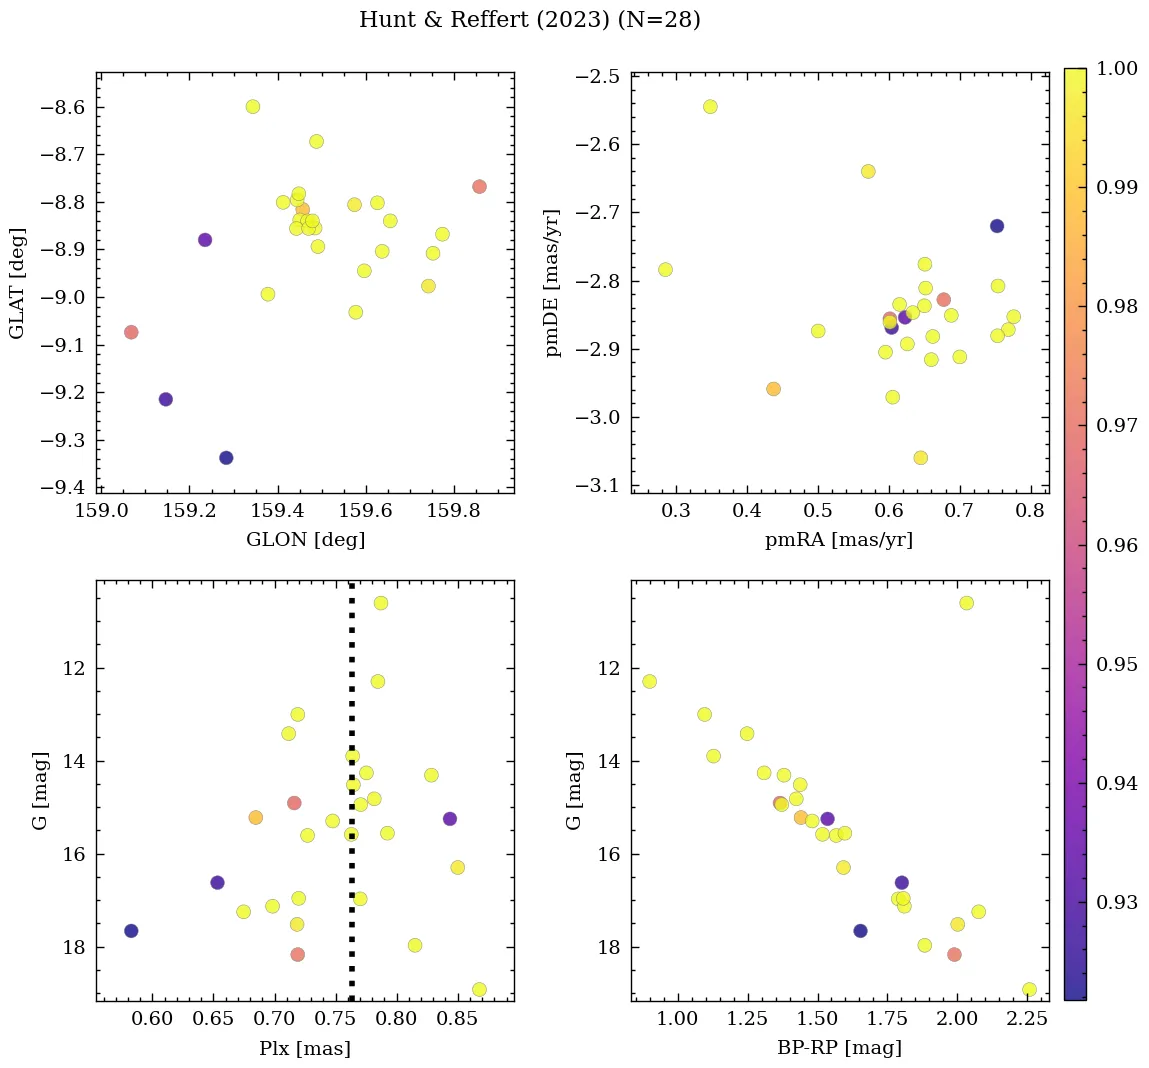 Hunt & Reffert (2023) (N=28)
−8.6
−8.7
−8.8
−8.9
−9.0
−9.1
−9.2
−9.3
−9.4
GLAT [deg]
159.0 159.2 159.4 159.6 159.8
GLON [deg]
−2.5
−2.6
−2.7
−2.8
−2.9
−3.0
−3.1
pmDE [mas/yr]
0.3 0.4 0.5 0.6 0.7 0.8
pmRA [mas/yr]
12
14
16
18
G [mag]
0.60 0.65 0.70 0.75 0.80 0.85
Plx [mas]
12
14
16
18
G [mag]
1.00 1.25 1.50 1.75 2.00 2.25
BP-RP [mag]
1.00
0.99
0.98
0.97
0.96
0.95
0.94
0.93